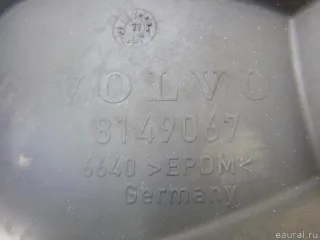 VOLVO
8149067
6640 >EPDM<
Germany
eaural.ru